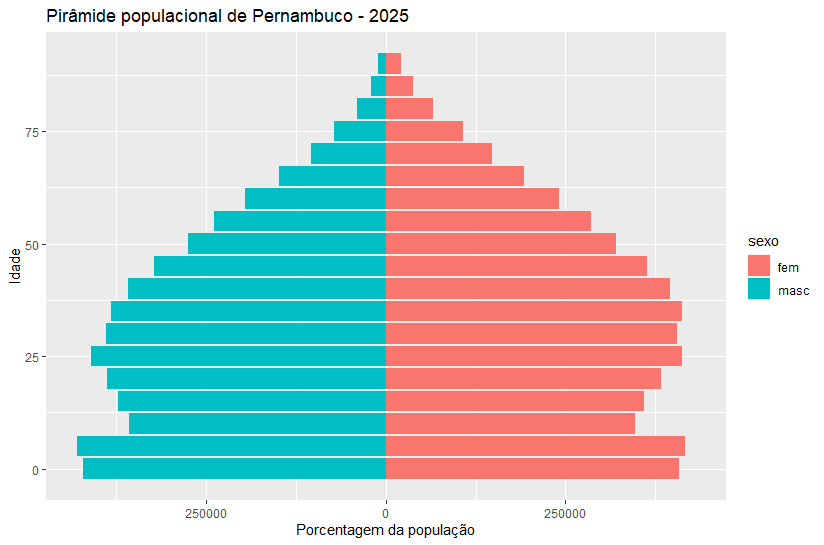 Pirâmide populacional de Pernambuco - 2025
75
50
25
0
Idade
250000
0
250000
Porcentagem da população
sexo
fem
masc